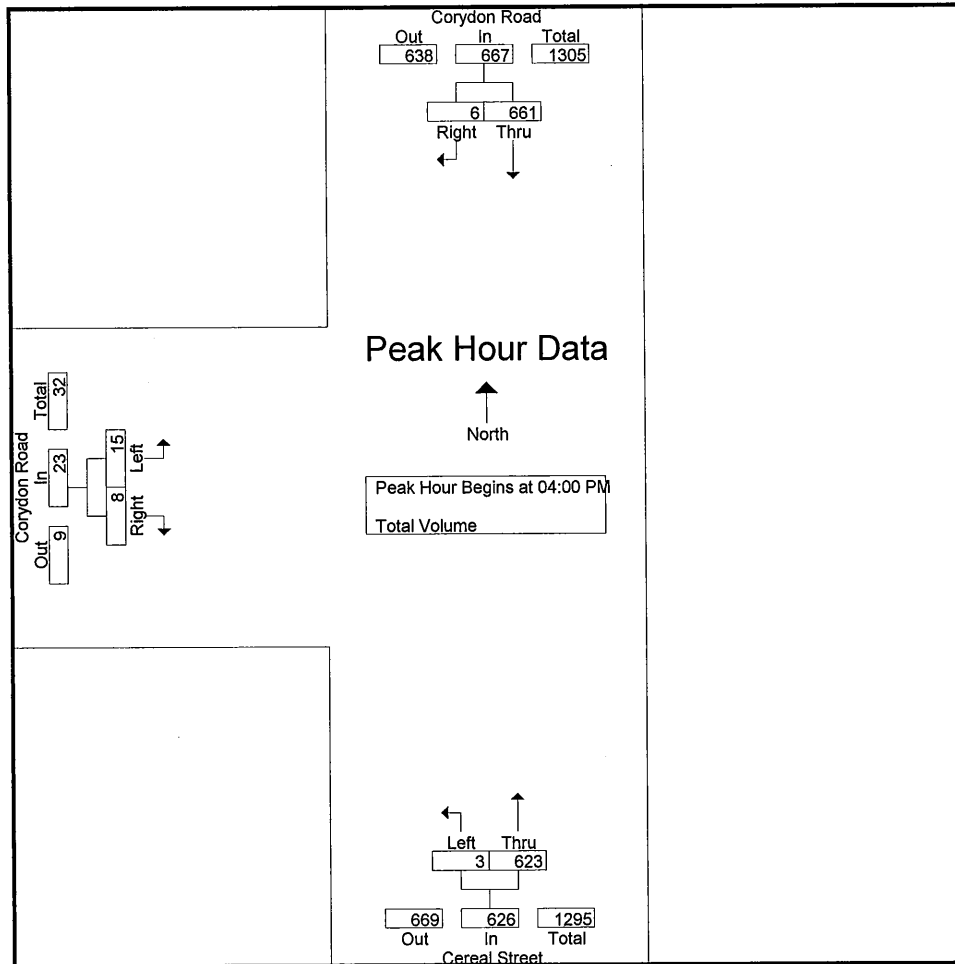 Corydon Road
Out In Total
638 667 1305
6 661
Right Thru
Peak Hour Data
North
Peak Hour Begins at 04:00 PM
Total Volume
Corydon Road
Out In Total
9 23 32
8 15
Right Left
Left Thru
3 623
669 626 1295
Out In Total
Cereal Street